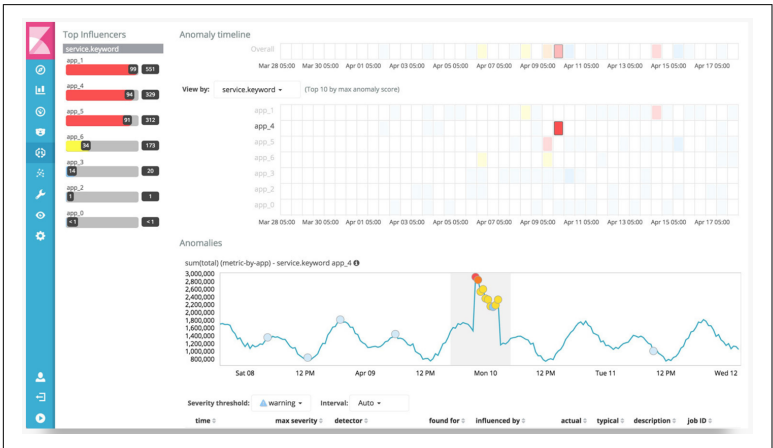 Top Influencers
service.keyword
app_1
99 551
app_4
94 329
app_5
91 312
app_6
34 173
app_3
14 20
app_2
1 1
app_0
<1 <1
Anomaly timeline
Overall
Mar 28 05:00 Mar 30 05:00 Apr 01 05:00 Apr 03 05:00 Apr 05 05:00 Apr 07 05:00 Apr 09 05:00 Apr 11 05:00 Apr 13 05:00 Apr 15 05:00 Apr 17 05:00
View by: service.keyword (Top 10 by max anomaly score)
app_1
app_4
app_5
app_6
app_3
app_2
app_0
Mar 28 05:00 Mar 30 05:00 Apr 01 05:00 Apr 03 05:00 Apr 05 05:00 Apr 07 05:00 Apr 09 05:00 Apr 11 05:00 Apr 13 05:00 Apr 15 05:00 Apr 17 05:00
Anomalies
sum(total) (metric-by-app) - service.keyword app_4
3,000,000
2,800,000
2,600,000
2,400,000
2,200,000
2,000,000
1,800,000
1,600,000
1,400,000
1,200,000
1,000,000
800,000
Sat 08 12 PM Apr 09 12 PM Mon 10 12 PM Tue 11 12 PM Wed 12
Severity threshold: warning Interval: Auto
time max severity detector found for influenced by actual typical description job ID